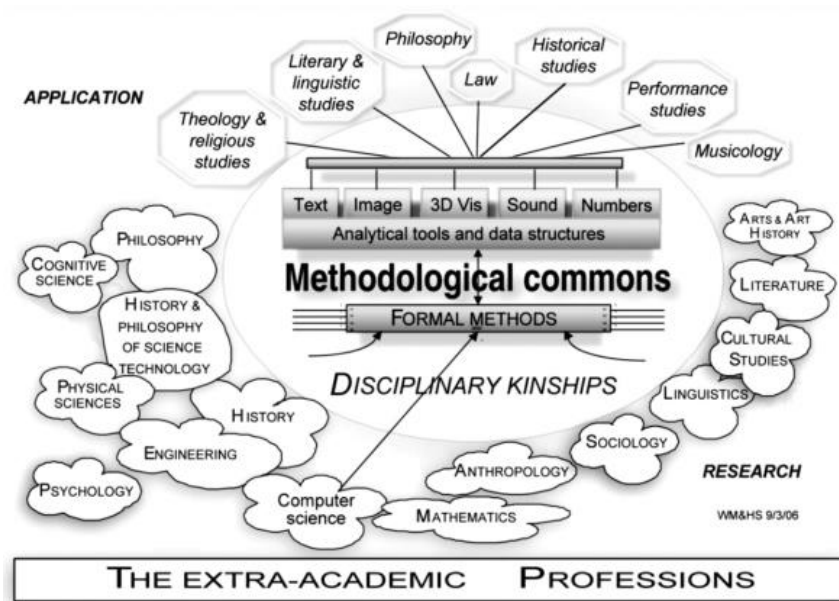 Philosophy
Historical
studies
Literary &
linguistic
studies
Law
APPLICATION
Performance
studies
Theology &
religious
studies
Musicology
Text
Image
3D Vis
Sound
Numbers
Analytical tools and data structures
Methodological commons
FORMAL METHODS
DISCIPLINARY KINSHIPS
PHILOSOPHY
COGNITIVE
SCIENCE
HISTORY &
PHILOSOPHY
OF SCIENCE
TECHNOLOGY
PHYSICAL
SCIENCES
HISTORY
ENGINEERING
PSYCHOLOGY
Computer
science
MATHEMATICS
ANTHROPOLOGY
SOCIOLOGY
LINGUISTICS
CULTURAL
STUDIES
LITERATURE
ARTS & ART
HISTORY
RESEARCH
WM&HS 9/3/06
THE EXTRA-ACADEMIC PROFESSIONS